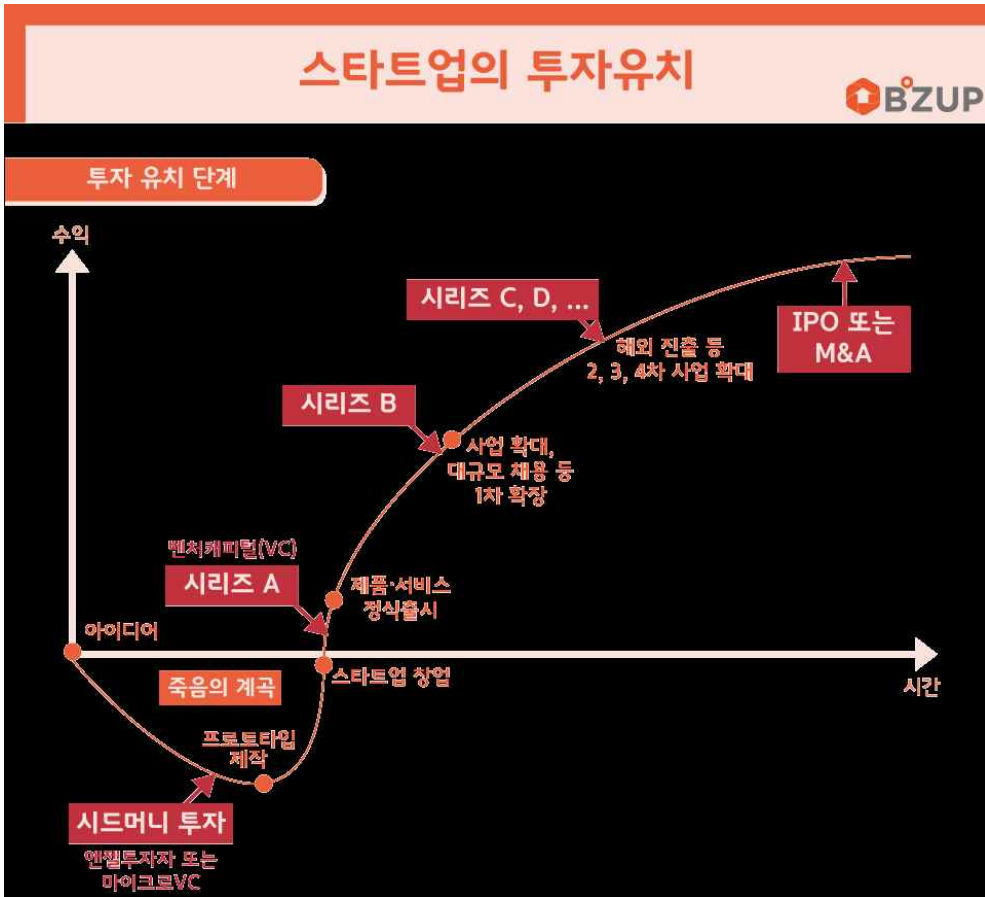 스타트업의 투자유치
BZUP
투자 유치 단계
수익
시리즈 C, D, ...
IPO 또는
M&A
해외 진출 등
2, 3, 4차 사업 확대
시리즈 B
사업 확대,
대규모 채용 등
1차 확장
벤처캐피털(VC)
시리즈 A
제품·서비스
정식출시
아이디어
죽음의 계곡
스타트업 창업
시간
프로토타입
제작
시드머니 투자
엔젤투자자 또는
마이크로VC